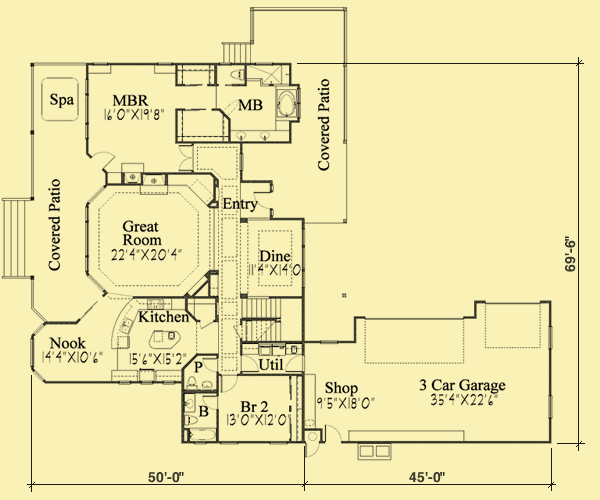 Spa
MBR
16'0"X19'8"
MB
Covered Patio
Covered Patio
Entry
Great
Room
22'4"X20'4"
Dine
11'4"X14'0
69'-6"
Kitchen
15'6"X15'2"
Nook
14'4"X10'6"
P
Util
B
Br 2
13'0"X12'0"
Shop
9'5"X18'0"
3 Car Garage
35'4"X22'6"
50'-0"
45'-0"